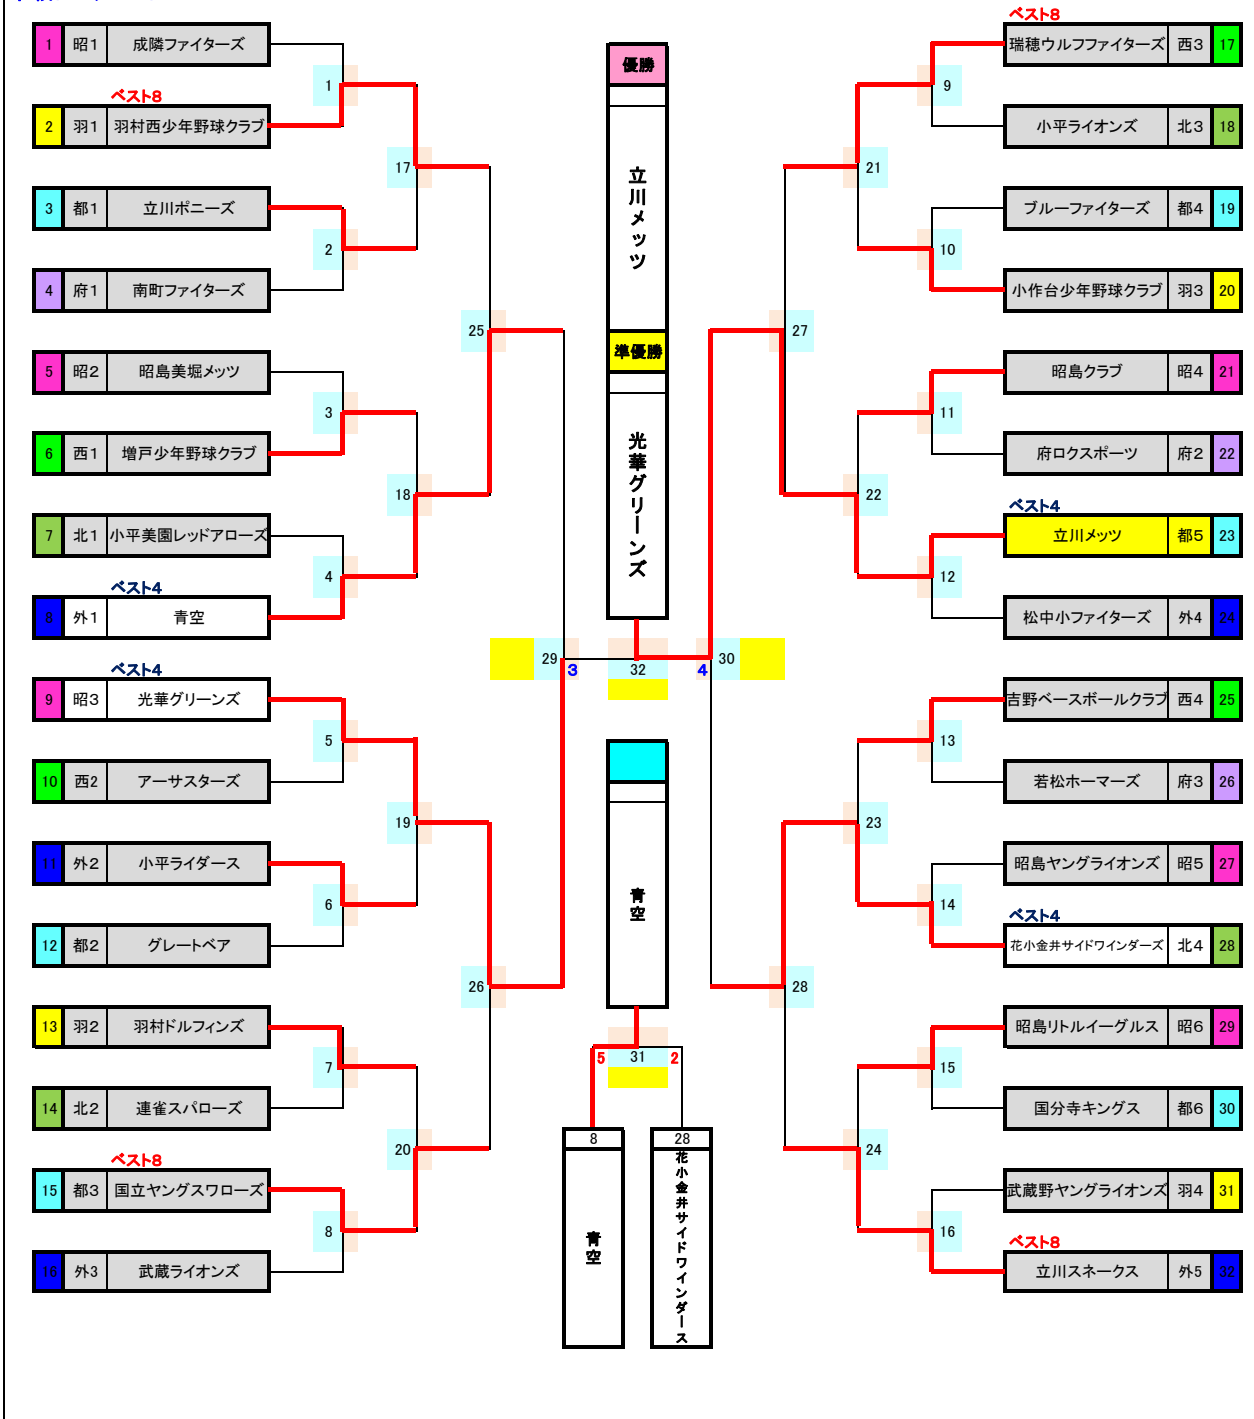 ベスト8
1 昭1 成隣ファイターズ
1
ベスト8
2 羽1 羽村西少年野球クラブ
17
3 都1 立川ポニーズ
2
4 府1 南町ファイターズ
25
5 昭2 昭島美堀メッツ
3
6 西1 増戸少年野球クラブ
18
7 北1 小平美園レッドアローズ
4
ベスト4
8 外1 青空
29
3
ベスト4
9 昭3 光華グリーンズ
5
10 西2 アーサスターズ
19
11 外2 小平ライダース
6
12 都2 グレートベア
26
13 羽2 羽村ドルフィンズ
7
14 北2 連雀スパローズ
20
ベスト8
15 都3 国立ヤングスワローズ
8
16 外3 武蔵ライオンズ
優勝
立川メッツ
準優勝
光華グリーンズ
32
青空
5 31 2
8 28
青空
花小金井サイドワインダース
瑞穂ウルフファイターズ 西3 17
9
小平ライオンズ 北3 18
21
ブルーファイターズ 都4 19
10
小作台少年野球クラブ 羽3 20
27
昭島クラブ 昭4 21
11
府ロクスポーツ 府2 22
22
ベスト4
立川メッツ 都5 23
12
松中小ファイターズ 外4 24
4
30
吉野ベースボールクラブ 西4 25
13
若松ホーマーズ 府3 26
23
昭島ヤングライオンズ 昭5 27
14
ベスト4
花小金井サイドワインダーズ 北4 28
28
昭島リトルイーグルス 昭6 29
15
国分寺キングス 都6 30
24
武蔵野ヤングライオンズ 羽4 31
16
ベスト8
立川スネークス 外5 32